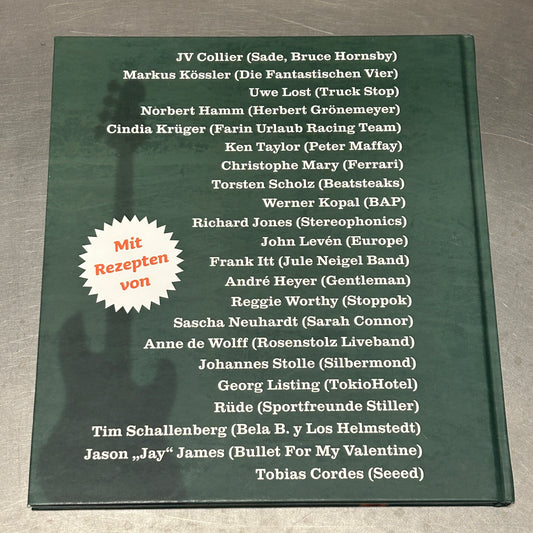 JV Collier (Sade, Bruce Hornsby)
Markus Kössler (Die Fantastischen Vier)
Uwe Lost (Truck Stop)
Norbert Hamm (Herbert Grönemeyer)
Cindia Krüger (Farin Urlaub Racing Team)
Ken Taylor (Peter Maffay)
Christophe Mary (Ferrari)
Torsten Scholz (Beatsteaks)
Werner Kopal (BAP)
Richard Jones (Stereophonics)
John Levén (Europe)
Frank Itt (Jule Neigel Band)
André Heyer (Gentleman)
Reggie Worthy (Stoppok)
Sascha Neuhardt (Sarah Connor)
Anne de Wolff (Rosenstolz Liveband)
Johannes Stolle (Silbermond)
Georg Listing (TokioHotel)
Rüde (Sportfreunde Stiller)
Tim Schallenberg (Bela B. y Los Helmstedt)
Jason „Jay“ James (Bullet For My Valentine)
Tobias Cordes (Seeed)
Mit
Rezepten
von